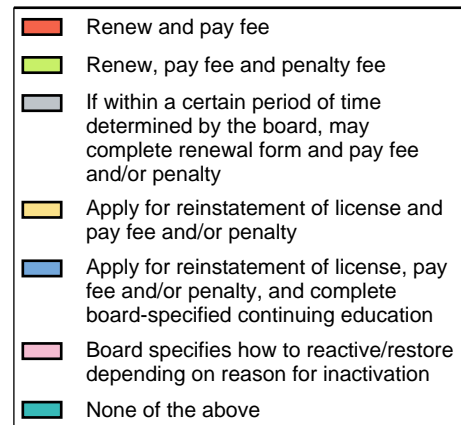 Renew and pay fee
Renew, pay fee and penalty fee
If within a certain period of time
determined by the board, may
complete renewal form and pay fee
and/or penalty
Apply for reinstatement of license and
pay fee and/or penalty
Apply for reinstatement of license, pay
fee and/or penalty, and complete
board-specified continuing education
Board specifies how to reactive/restore
depending on reason for inactivation
None of the above